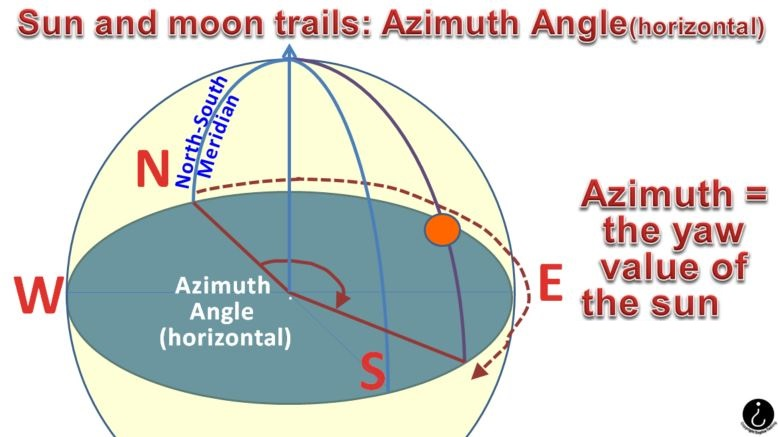 Sun and moon trails: Azimuth Angle(horizontal)
North-South
Meridian
N
Azimuth =
the yaw
value of
the sun
W
E
Azimuth
Angle
(horizontal)
S